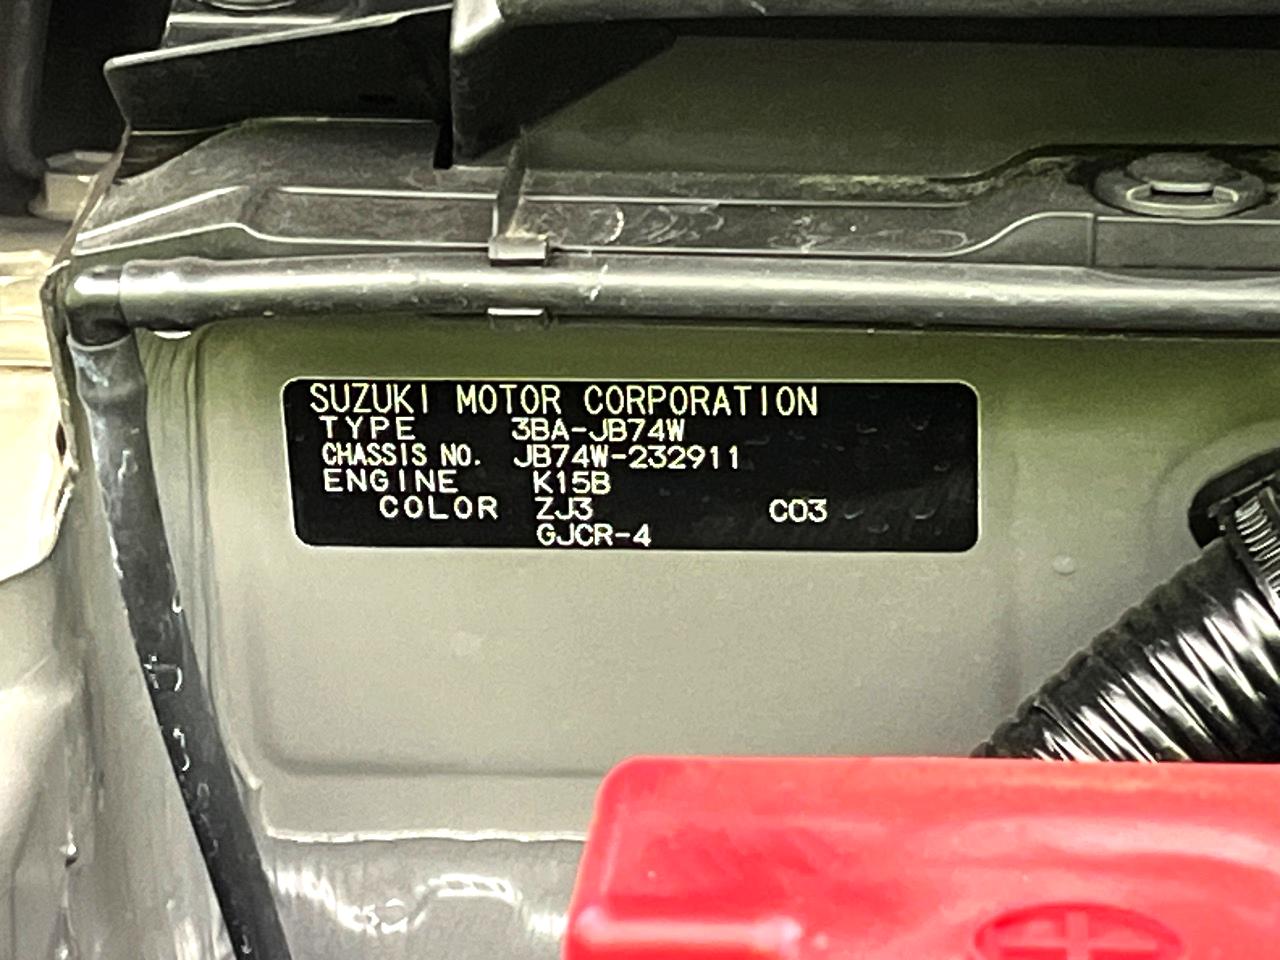 SUZUKI MOTOR CORPORATION
TYPE 3BA-JB74W
CHASSIS NO. JB74W-232911
ENGINE K15B
COLOR ZJ3 C03
GJCR-4